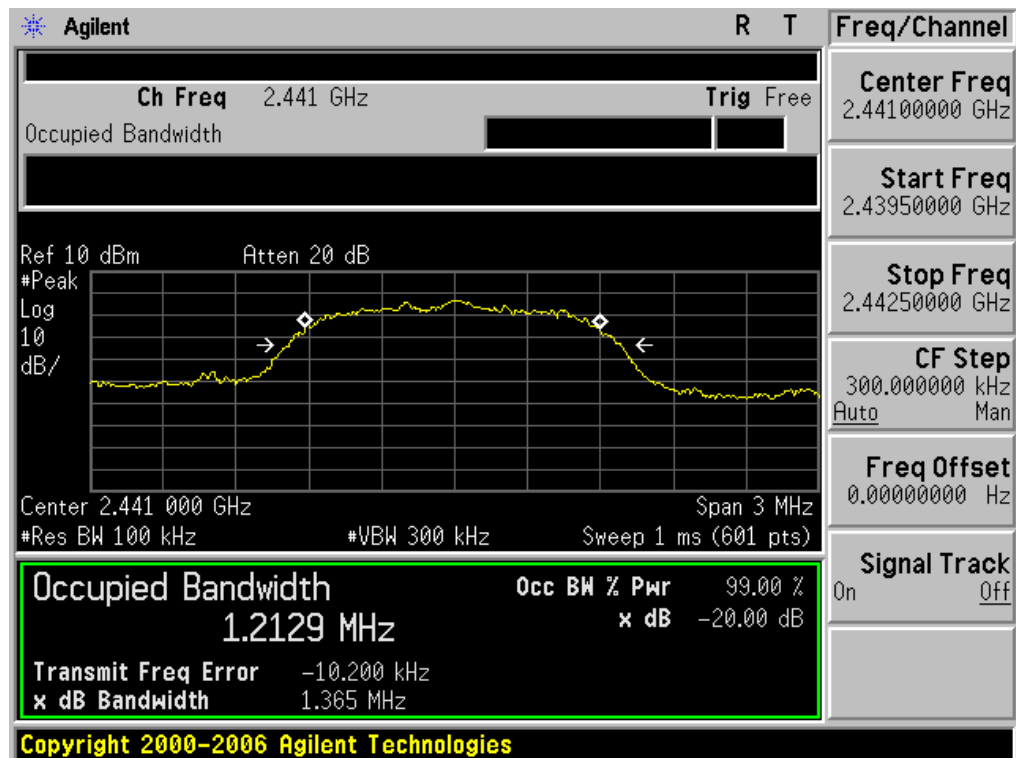 Agilent R T
Freq/Channel
Ch Freq 2.441 GHz Trig Free
Occupied Bandwidth
Ref 10 dBm Atten 20 dB
#Peak
Log
10
dB/
Center 2.441 000 GHz Span 3 MHz
#Res BW 100 kHz #VBW 300 kHz Sweep 1 ms (601 pts)
Occupied Bandwidth
1.2129 MHz
Occ BW % Pwr 99.00 %
x dB -20.00 dB
Transmit Freq Error -10.200 kHz
x dB Bandwidth 1.365 MHz
Center Freq
2.44100000 GHz
Start Freq
2.43950000 GHz
Stop Freq
2.44250000 GHz
CF Step
300.000000 kHz
Auto Man
Freq Offset
0.00000000 Hz
Signal Track
On Off
Copyright 2000-2006 Agilent Technologies